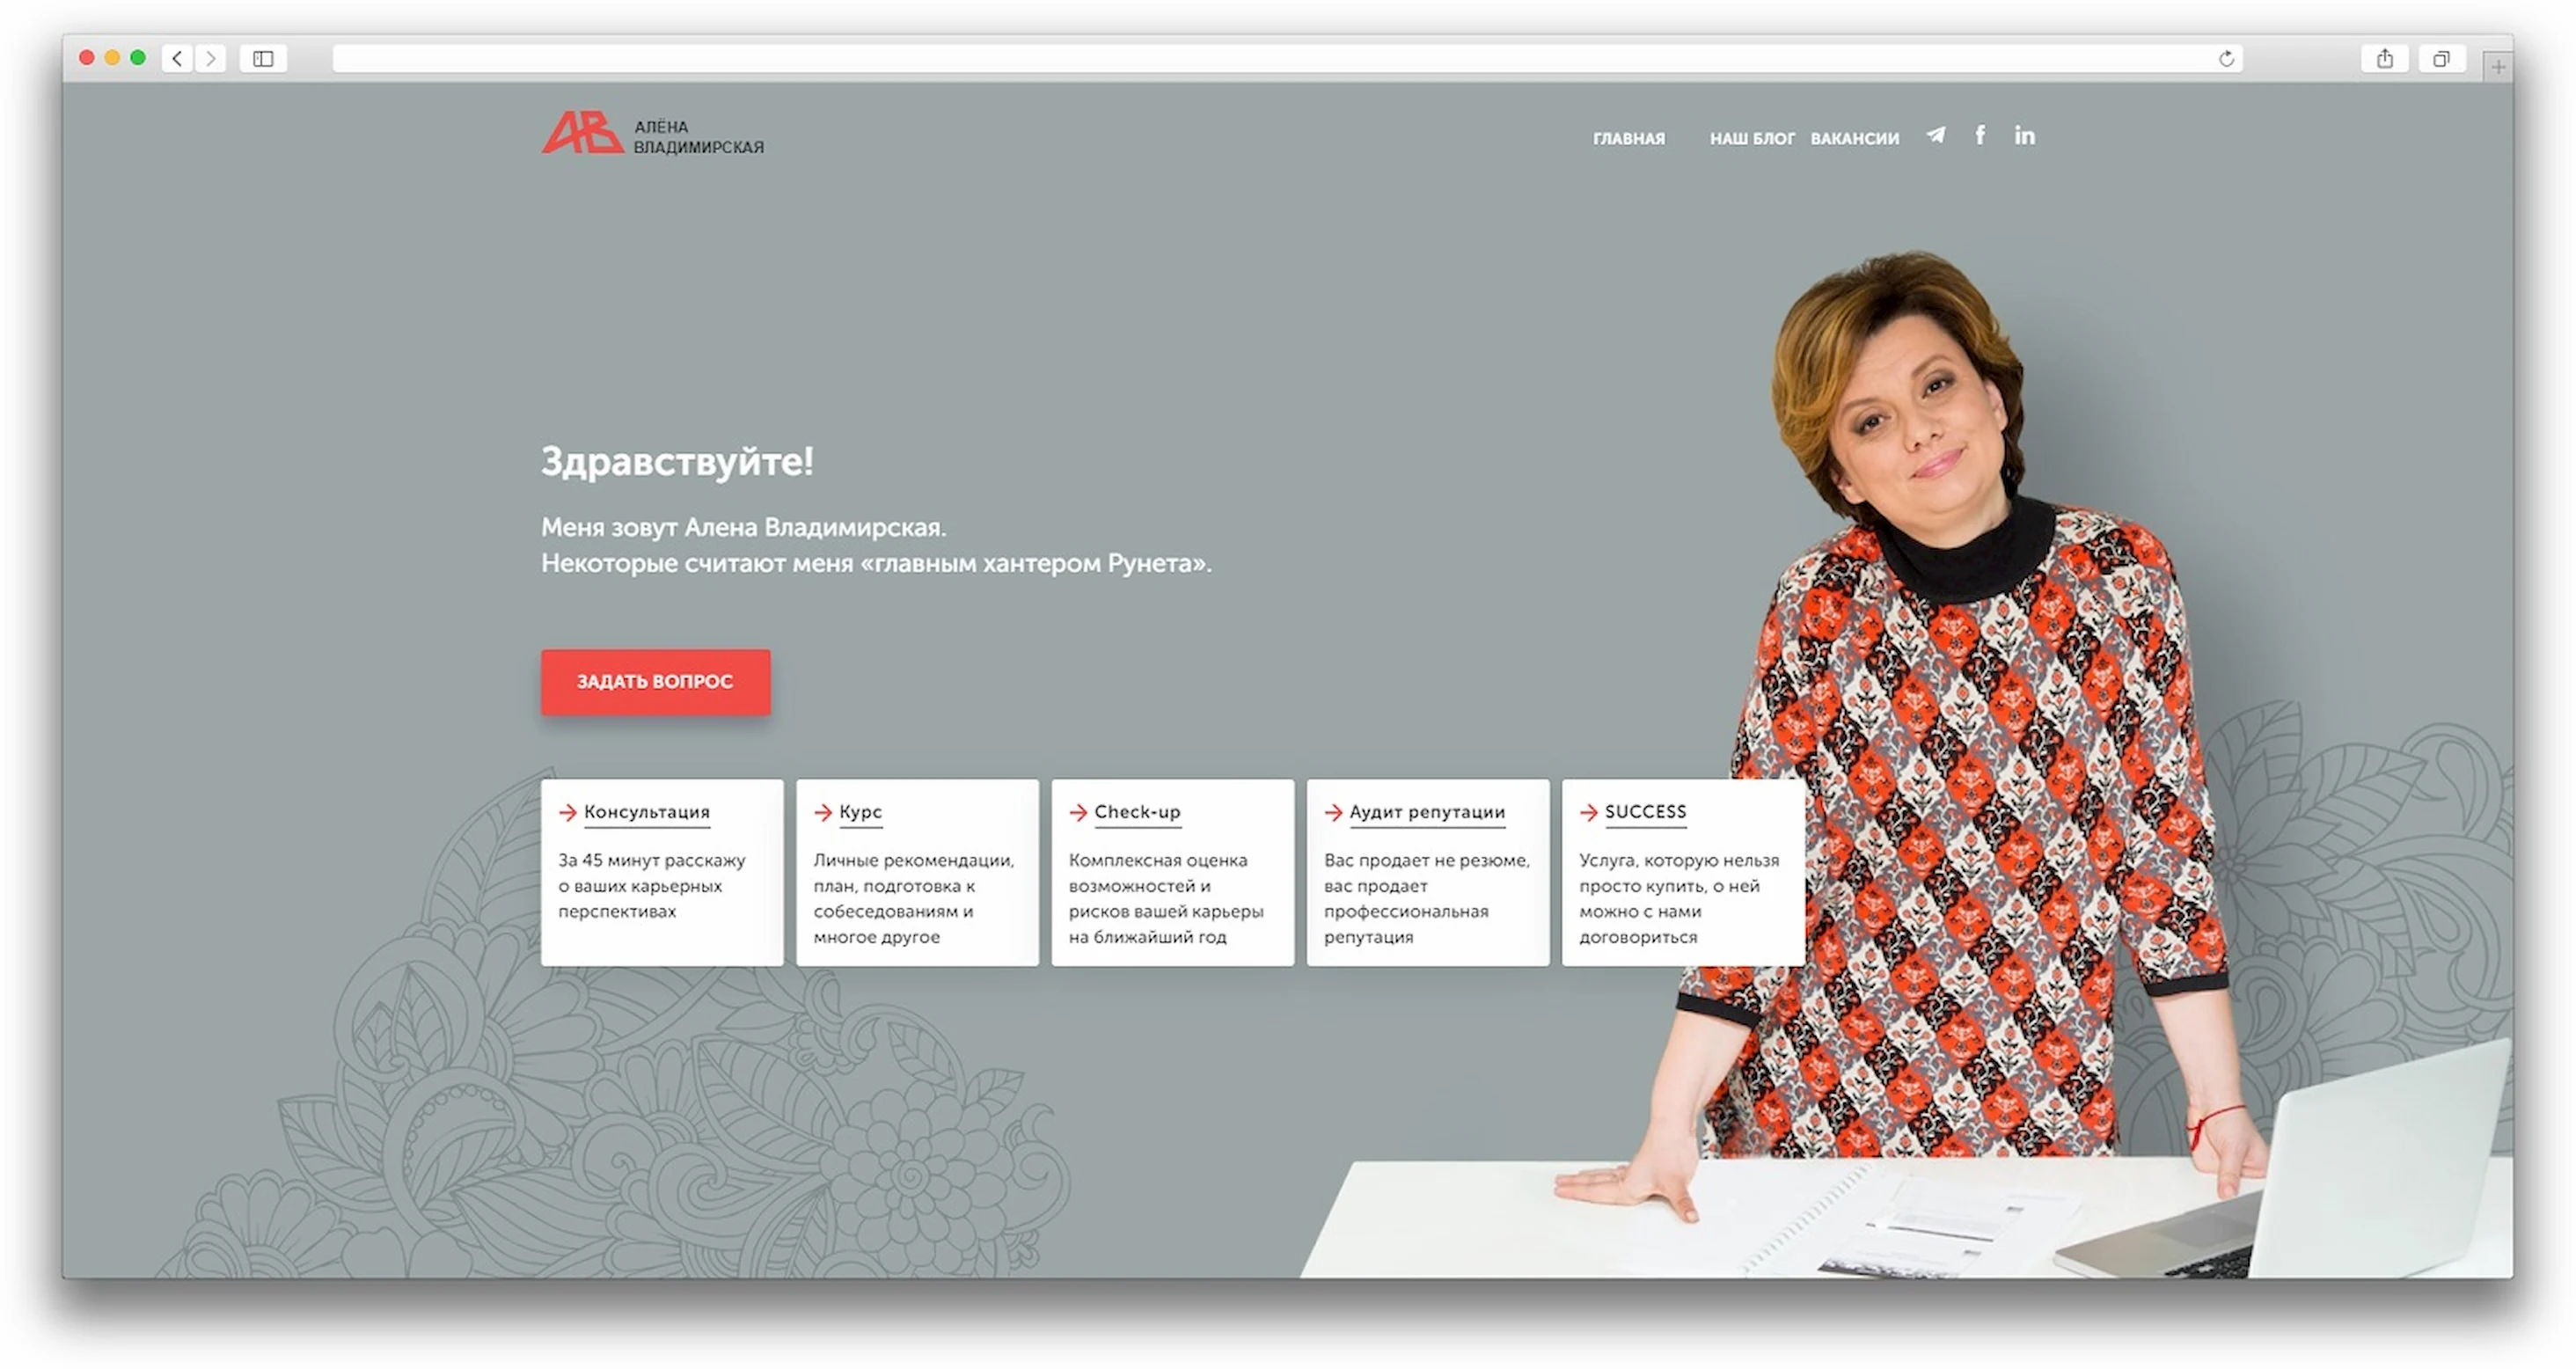 АЛЁНА
ВЛАДИМИРСКАЯ
ГЛАВНАЯ НАШ БЛОГ ВАКАНСИИ
Здравствуйте!
Меня зовут Алена Владимирская.
Некоторые считают меня «главным хантером Рунета».
ЗАДАТЬ ВОПРОС
Консультация
За 45 минут расскажу
о ваших карьерных
перспективах
Курс
Личные рекомендации,
план, подготовка к
собеседованиям и
многое другое
Check-up
Комплексная оценка
возможностей и
рисков вашей карьеры
на ближайший год
Аудит репутации
Вас продает не резюме,
вас продает
профессиональная
репутация
SUCCESS
Услуга, которую нельзя
просто купить, о ней
можно с нами
договориться